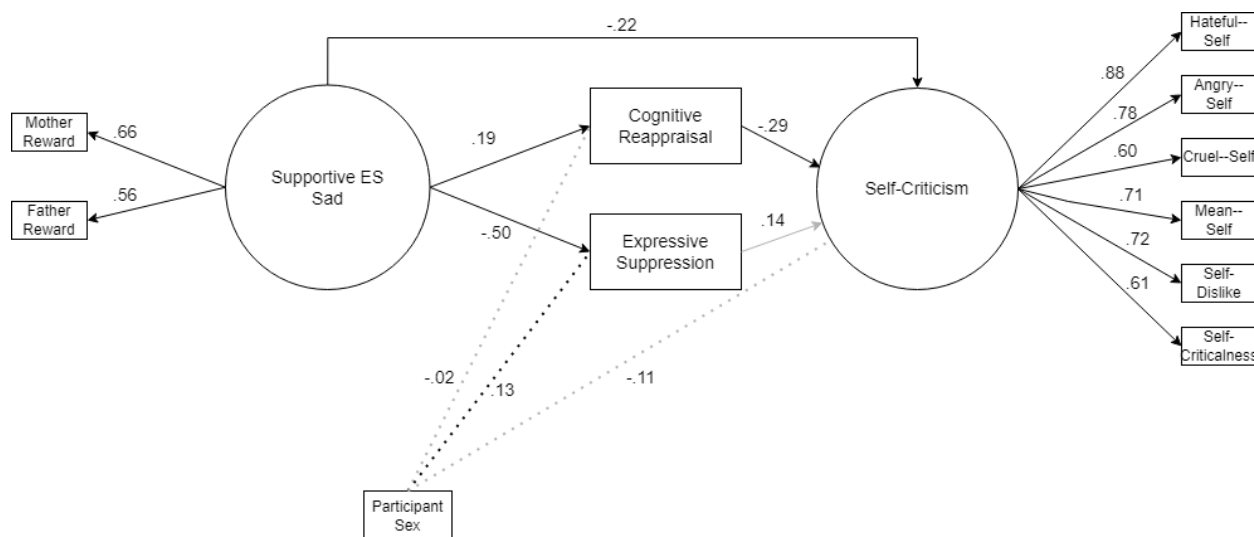 -.22
Hateful--
Self
.88
Mother
Reward
.66
Supportive ES
Sad
.19
Cognitive
Reappraisal
-.29
Self-Criticism
Angry--
Self
.78
Cruel--Self
.60
Father
Reward
.56
-.50
Expressive
Suppression
.14
Mean--
Self
.71
Self-
Dislike
.72
Self-
Criticalness
.61
-.02
.13
-.11
Participant
Sex